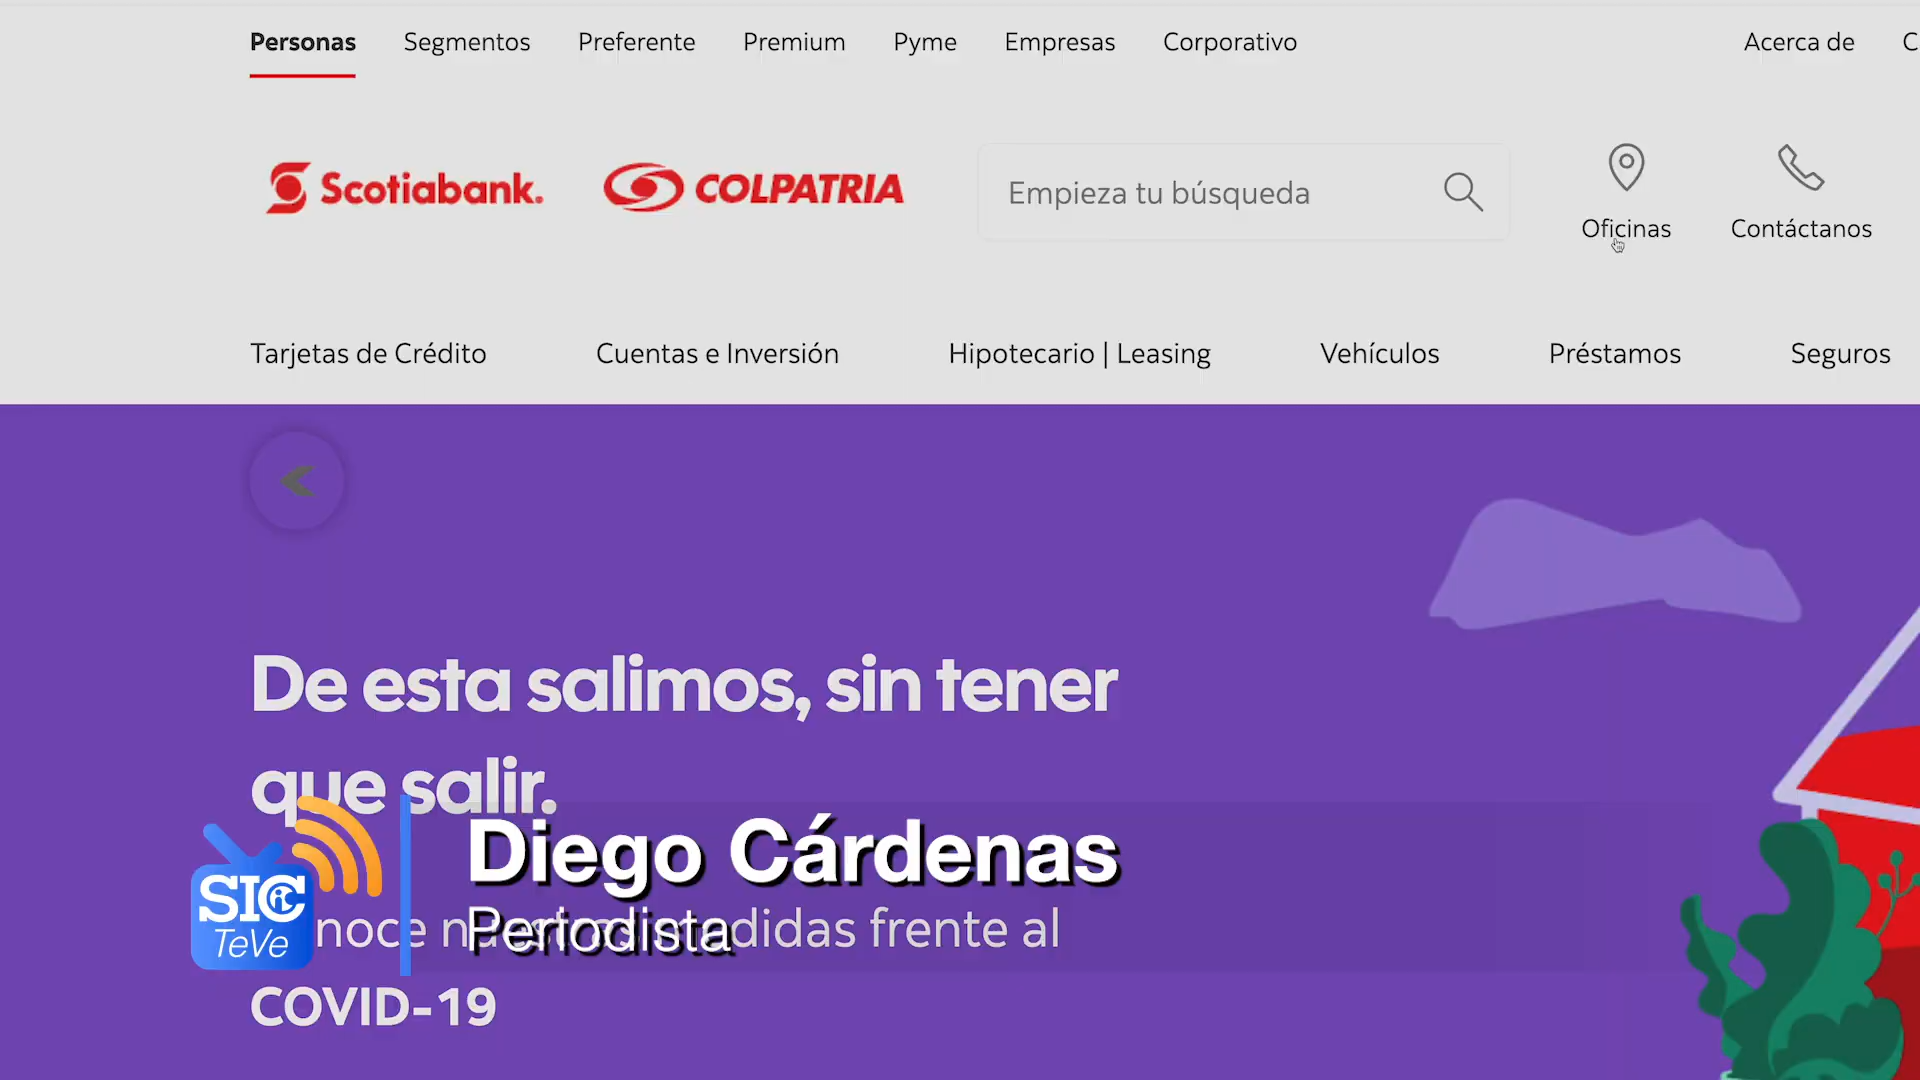 Personas Segmentos Preferente Premium Pyme Empresas Corporativo Acerca de C
Scotiabank. COLPATRIA Empieza tu búsqueda
Oficinas Contáctanos
Tarjetas de Crédito Cuentas e Inversión Hipotecario | Leasing Vehículos Préstamos Seguros
De esta salimos, sin tener
que salir.
Diego Cárdenas
SIC
TeVe
Periodista
frente al
COVID-19